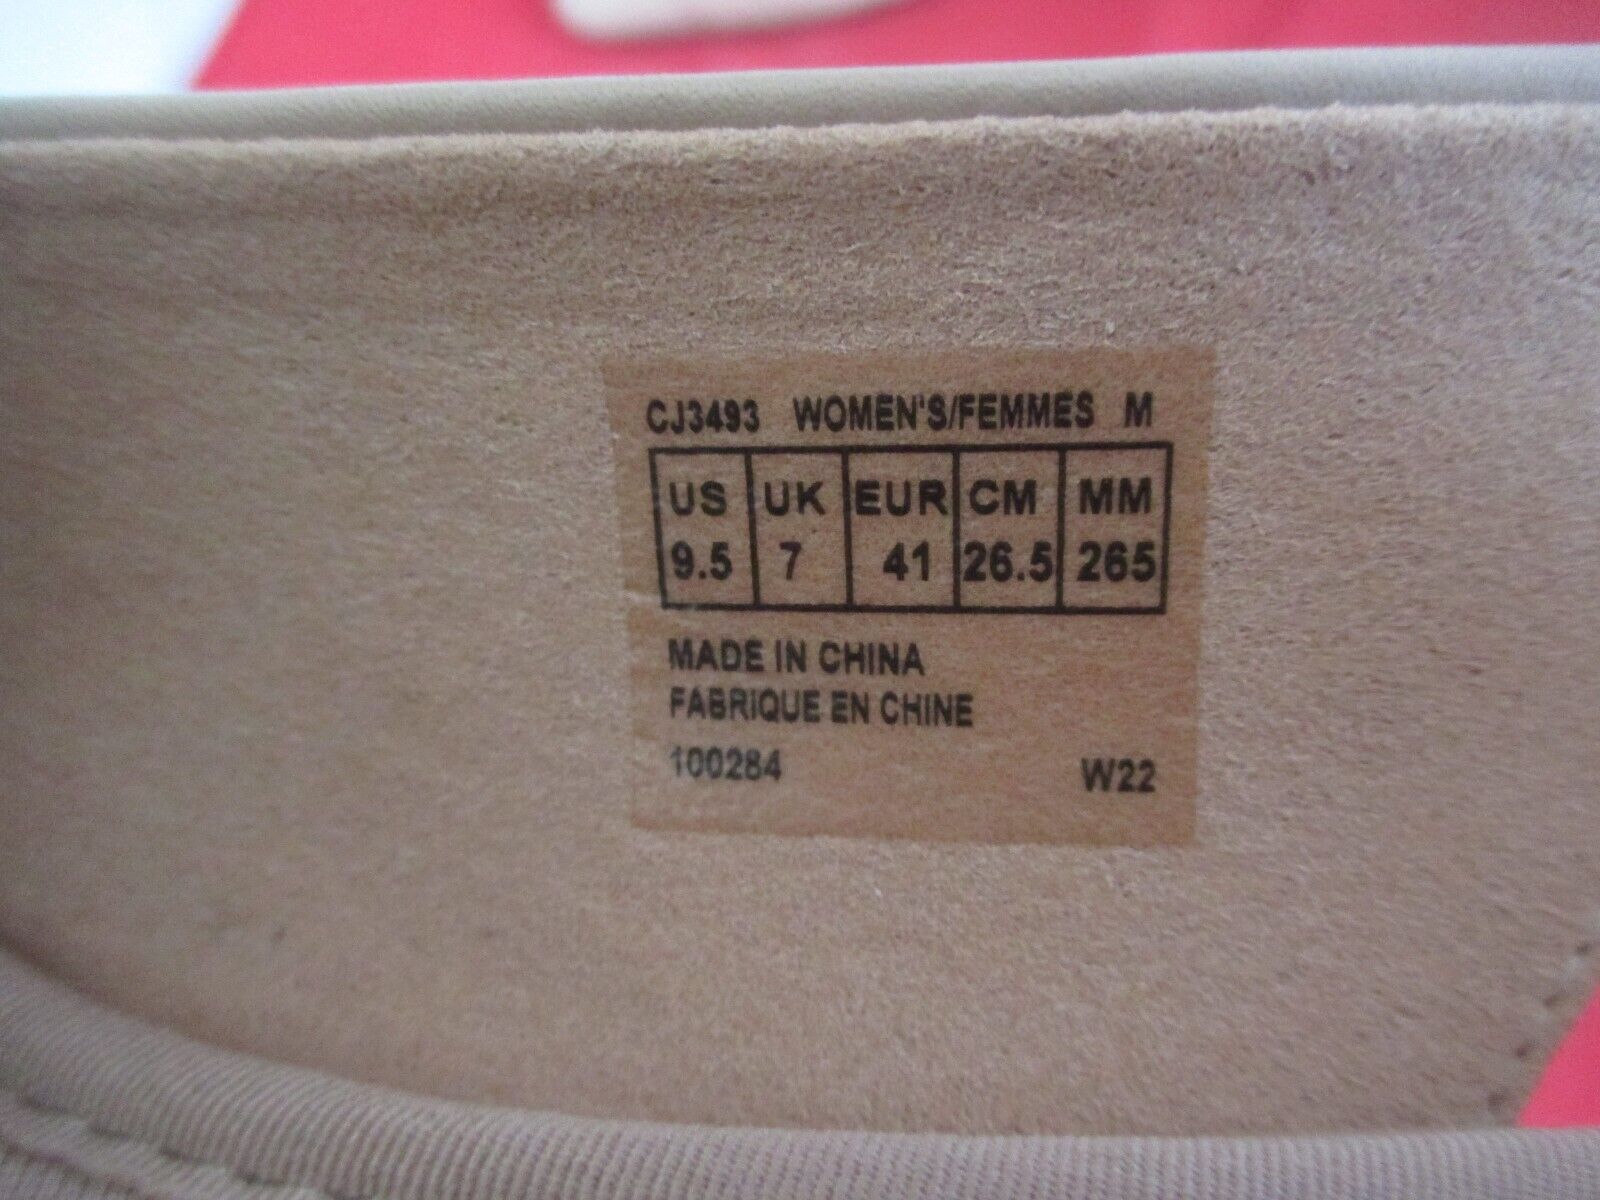 CJ3493 WOMEN'S/FEMMES M
US UK EUR CM MM
9.5 7 41 26.5 265
MADE IN CHINA
FABRIQUE EN CHINE
100284 W22